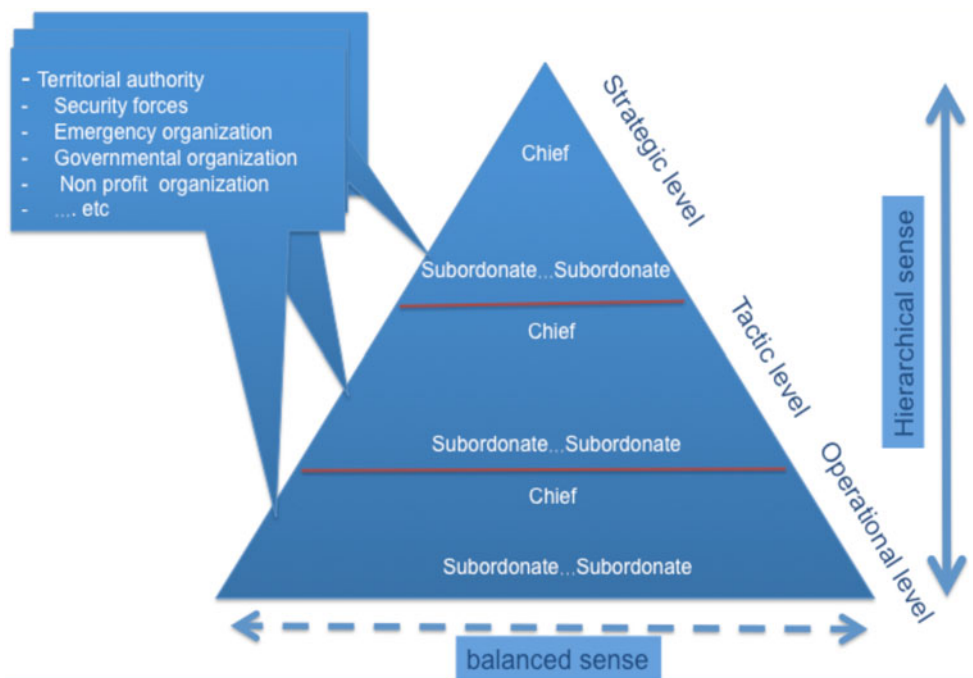 - Territorial authority
- Security forces
- Emergency organization
- Governmental organization
- Non profit organization
- .... etc
Chief
Subordonate...Subordonate
Strategic level
Chief
Subordonate...Subordonate
Tactic level
Chief
Subordonate...Subordonate
Operational level
Hierarchical sense
balanced sense